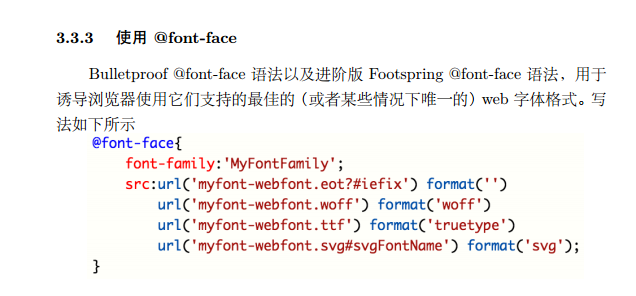 3.3.3 使用 @font-face
Bulletproof @font-face 语法以及进阶版 Footspring @font-face 语法，用于
诱导浏览器使用它们支持的最佳的（或者某些情况下唯一的）web 字体格式。写
法如下所示
@font-face{
font-family:'MyFontFamily';
src:url('myfont-webfont.eot?#iefix') format('')
url('myfont-webfont.woff') format('woff')
url('myfont-webfont.ttf') format('truetype')
url('myfont-webfont.svg#svgFontName') format('svg');
}